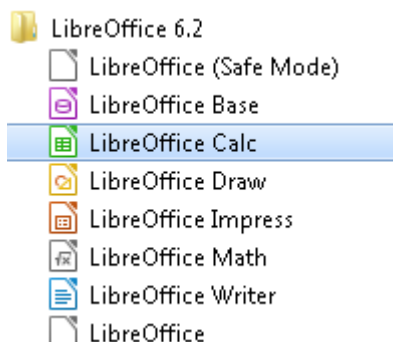 LibreOffice 6.2
LibreOffice (Safe Mode)
LibreOffice Base
LibreOffice Calc
LibreOffice Draw
LibreOffice Impress
LibreOffice Math
LibreOffice Writer
LibreOffice